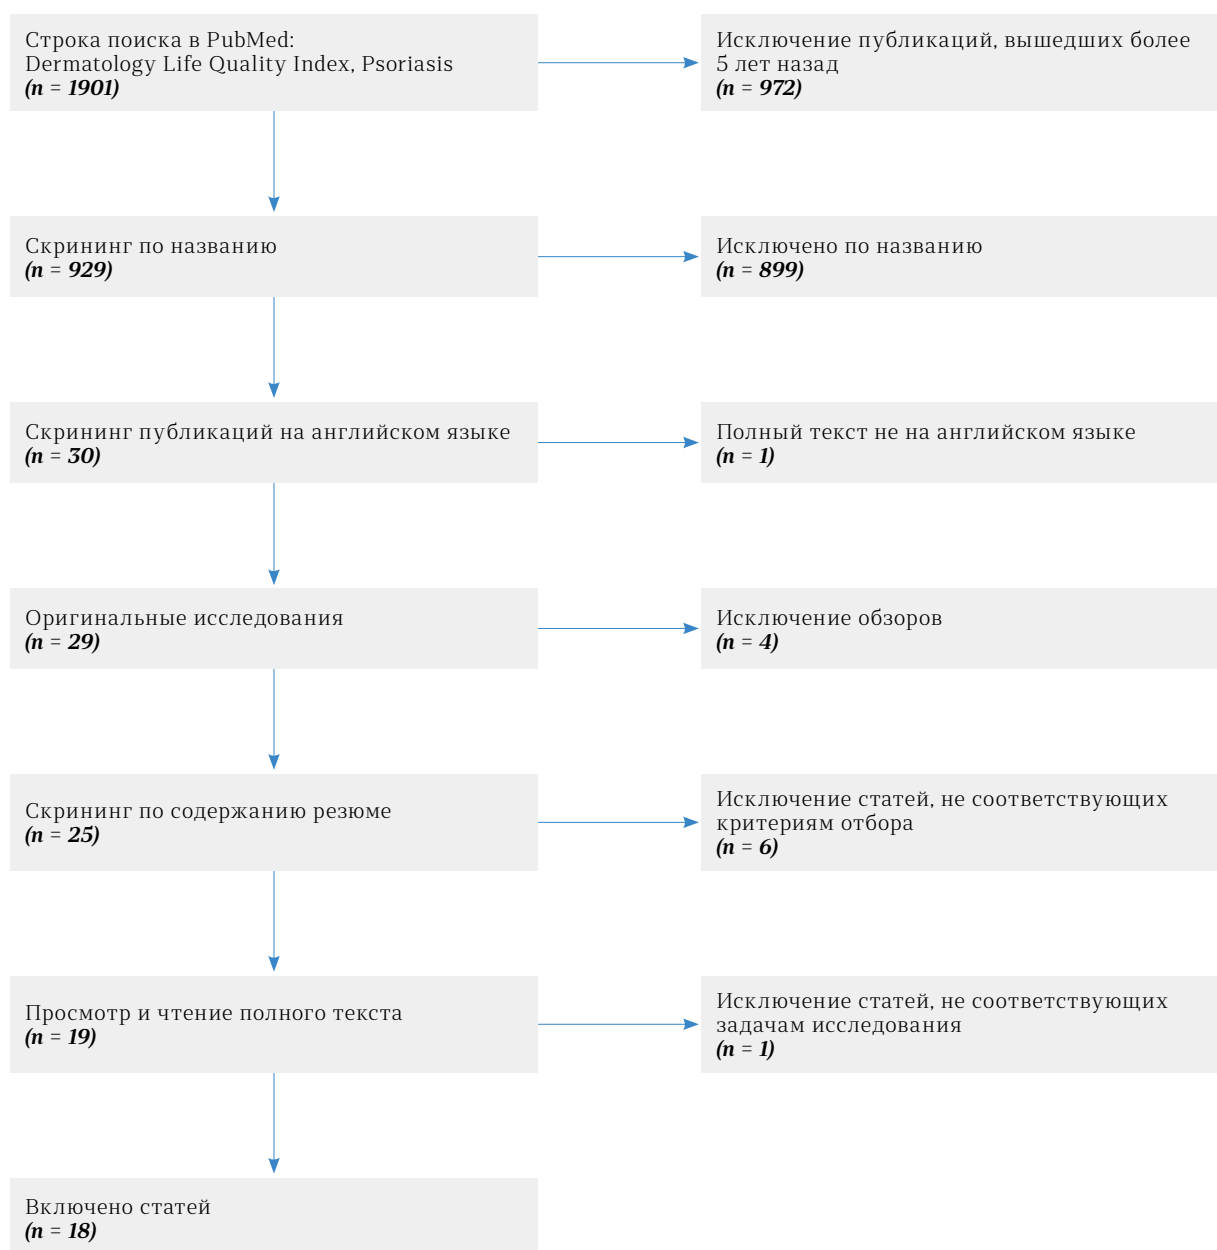 Строка поиска в PubMed:
Dermatology Life Quality Index, Psoriasis
(n = 1901)
Исключение публикаций, вышедших более
5 лет назад
(n = 972)
Скрининг по названию
(n = 929)
Исключено по названию
(n = 899)
Скрининг публикаций на английском языке
(n = 30)
Полный текст не на английском языке
(n = 1)
Оригинальные исследования
(n = 29)
Исключение обзоров
(n = 4)
Скрининг по содержанию резюме
(n = 25)
Исключение статей, не соответствующих
критериям отбора
(n = 6)
Просмотр и чтение полного текста
(n = 19)
Исключение статей, не соответствующих
задачам исследования
(n = 1)
Включено статей
(n = 18)